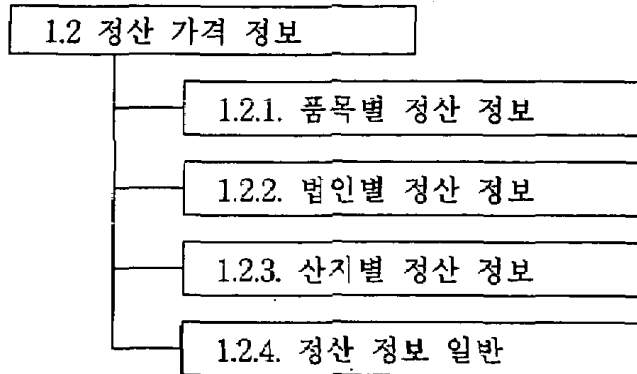 1.2 정산 가격 정보
1.2.1. 품목별 정산 정보
1.2.2. 법인별 정산 정보
1.2.3. 산지별 정산 정보
1.2.4. 정산 정보 일반